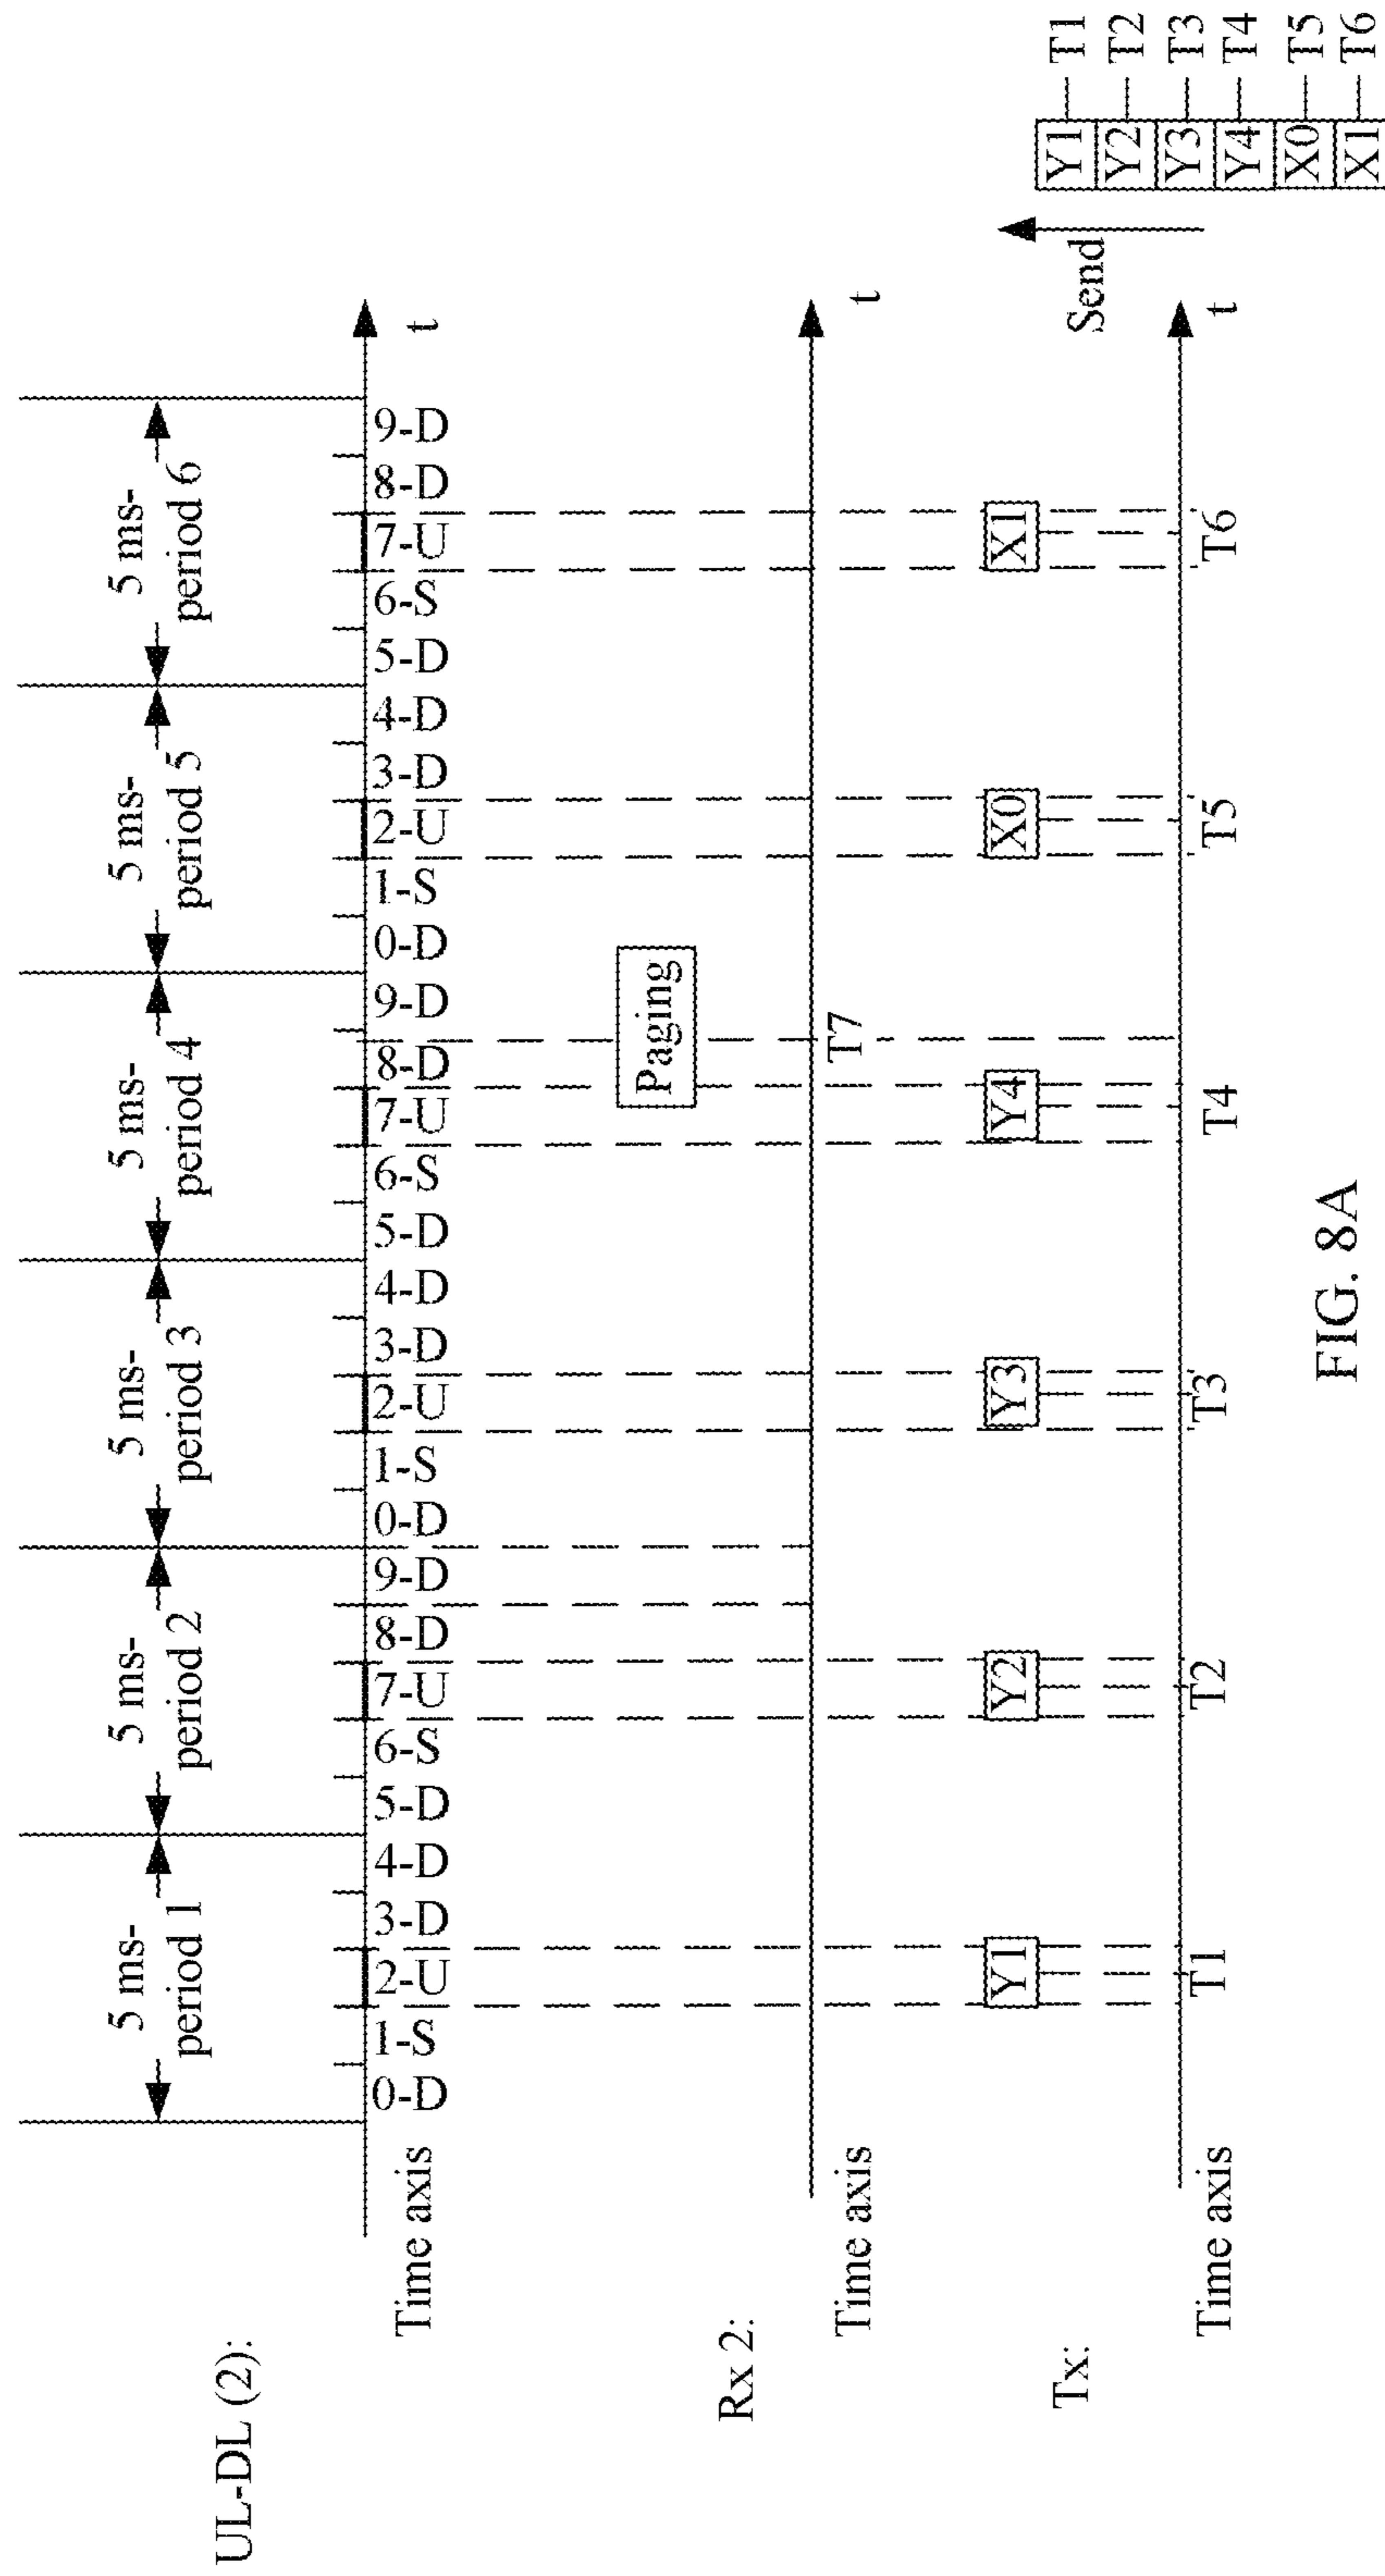 UL-DL (2):
5 ms-
period 1
5 ms-
period 2
5 ms-
period 3
5 ms-
period 4
5 ms-
period 5
5 ms-
period 6
0-D 1-S 2-U 3-D 4-D 5-D 6-S 7-U 8-D 9-D 0-D 1-S 2-U 3-D 4-D 5-D 6-S 7-U 8-D 9-D 0-D 1-S 2-U 3-D 4-D 5-D 6-S 7-U 8-D 9-D
Time axis
t
Rx 2:
Paging
Time axis
T7
t
Tx:
Y1 Y2 Y3 Y4 X0 X1
Time axis
T1 T2 T3 T4 T5 T6
t
Send
Y1 T1
Y2 T2
Y3 T3
Y4 T4
X0 T5
X1 T6
FIG. 8A